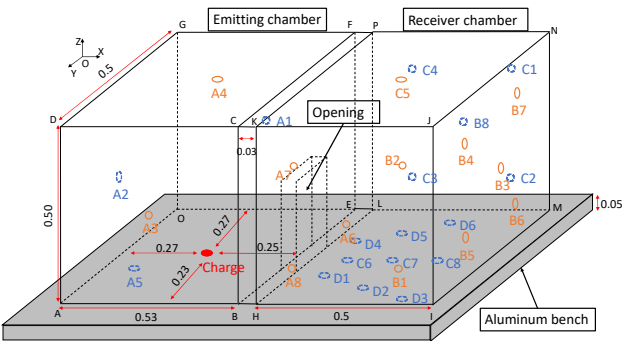 Emitting chamber
Receiver chamber
G
F
P
N
Z
X
O
Y
0.5
A4
C4
C5
C1
B7
D
C
K
A1
Opening
J
B8
0.03
B4
A7
B2
C3
B3
C2
A2
0.50
O
E
L
M
B6
0.05
A3
0.27
A6
D4
D5
D6
B5
0.27
0.25
Charge
A5
A8
C6
C7
C8
D1
B1
0.23
D2
D3
A
B
H
I
0.53
0.5
Aluminum bench